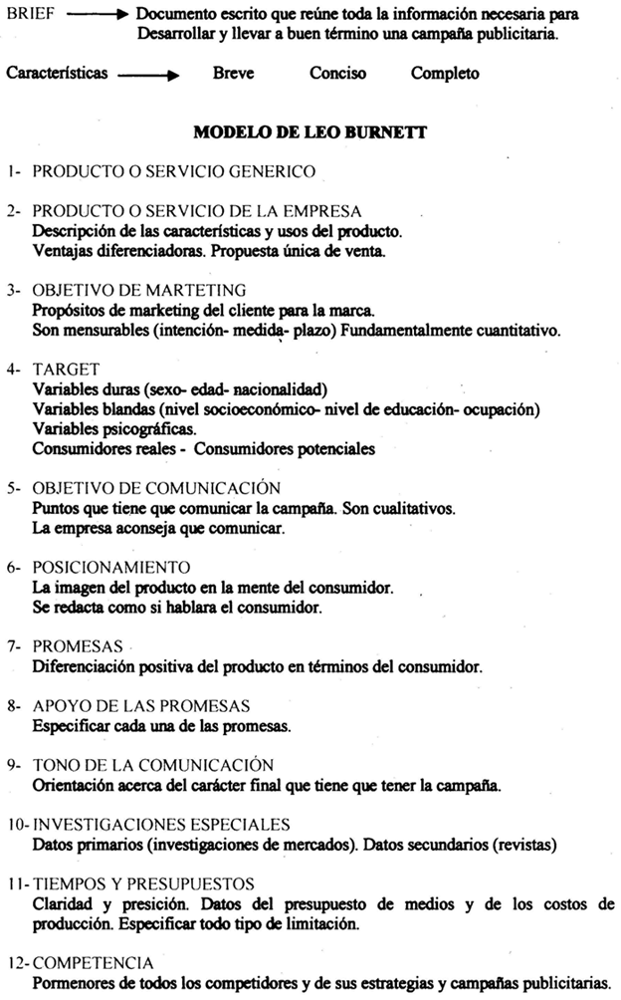 BRIEF → Documento escrito que reúne toda la información necesaria para
Desarrollar y llevar a buen término una campaña publicitaria.
Características → Breve Conciso Completo
MODELO DE LEO BURNETT
1- PRODUCTO O SERVICIO GENERICO
2- PRODUCTO O SERVICIO DE LA EMPRESA
Descripción de las características y usos del producto.
Ventajas diferenciadoras. Propuesta única de venta.
3- OBJETIVO DE MARTETING
Propósitos de marketing del cliente para la marca.
Son mensurables (intención- medida- plazo) Fundamentalmente cuantitativo.
4- TARGET
Variables duras (sexo- edad- nacionalidad)
Variables blandas (nivel socioeconómico- nivel de educación- ocupación)
Variables psicográficas.
Consumidores reales - Consumidores potenciales
5- OBJETIVO DE COMUNICACIÓN
Puntos que tiene que comunicar la campaña. Son cualitativos.
La empresa aconseja que comunicar.
6- POSICIONAMIENTO
La imagen del producto en la mente del consumidor.
Se redacta como si hablara el consumidor.
7- PROMESAS
Diferenciación positiva del producto en términos del consumidor.
8- APOYO DE LAS PROMESAS
Especificar cada una de las promesas.
9- TONO DE LA COMUNICACIÓN
Orientación acerca del carácter final que tiene que tener la campaña.
10- INVESTIGACIONES ESPECIALES
Datos primarios (investigaciones de mercados). Datos secundarios (revistas)
11- TIEMPOS Y PRESUPUESTOS
Claridad y presición. Datos del presupuesto de medios y de los costos de
producción. Especificar todo tipo de limitación.
12- COMPETENCIA
Pormenores de todos los competidores y de sus estrategias y campañas publicitarias.